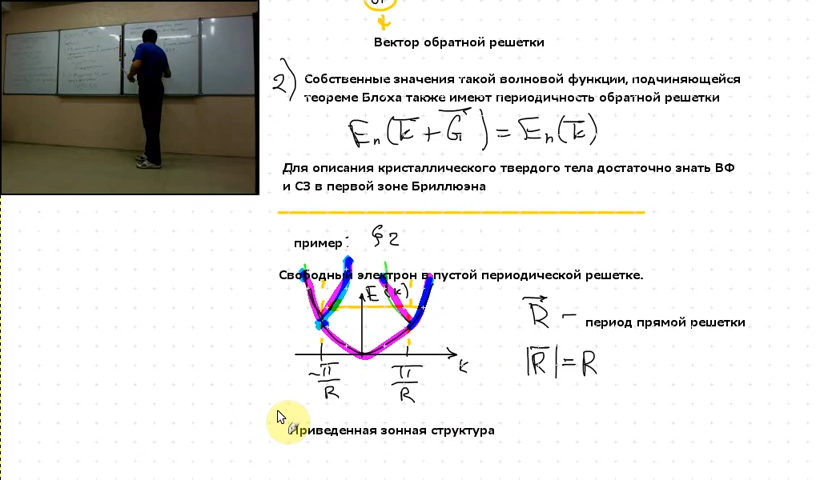 Вектор обратной решетки
2) Собственные значения такой волновой функции, подчиняющейся
теореме Блоха также имеют периодичность обратной решетки
Eₙ(k̅ + G̅) = Eₙ(k̅)
Для описания кристаллического твердого тела достаточно знать ВФ
и СЗ в первой зоне Бриллюэна
пример: §2
Свободный электрон в пустой периодической решетке.
E(k)
R⃗ – период прямой решетки
|R̅| = R
k
-π/R
π/R
Приведенная зонная структура